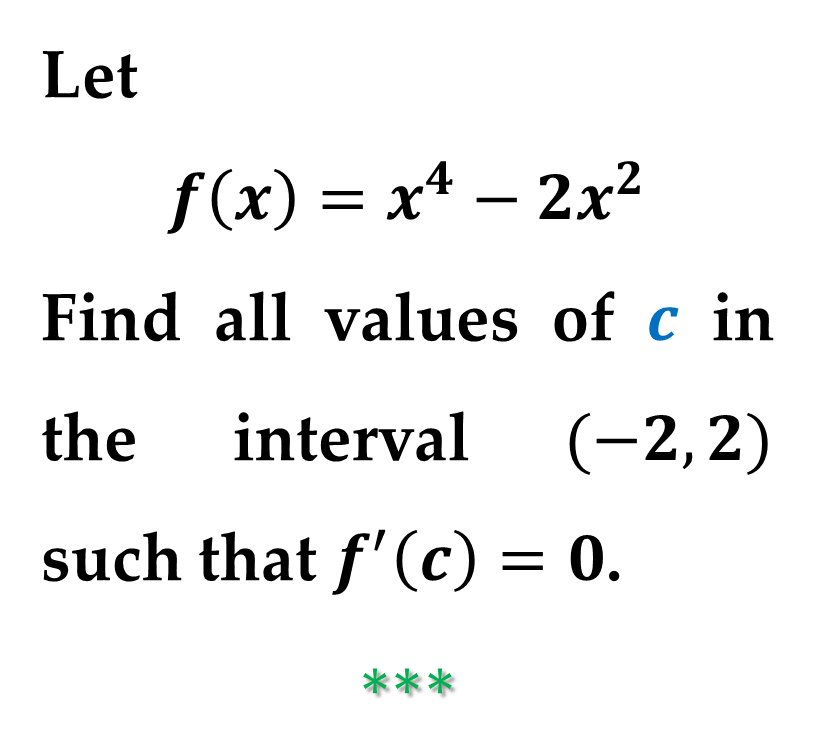 Let
f(x) = x⁴ − 2x²
Find all values of c in
the interval (−2, 2)
such that f′(c) = 0.
***